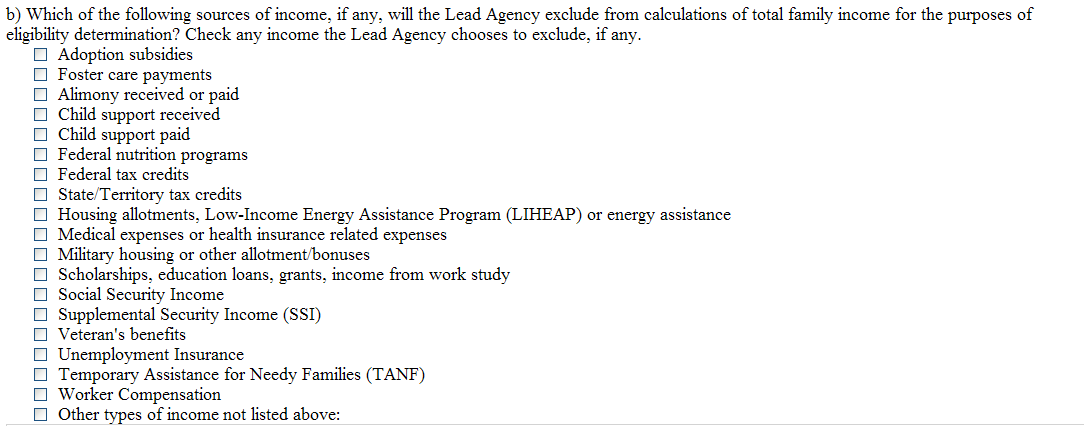 b) Which of the following sources of income, if any, will the Lead Agency exclude from calculations of total family income for the purposes of
eligibility determination? Check any income the Lead Agency chooses to exclude, if any.
Adoption subsidies
Foster care payments
Alimony received or paid
Child support received
Child support paid
Federal nutrition programs
Federal tax credits
State/Territory tax credits
Housing allotments, Low-Income Energy Assistance Program (LIHEAP) or energy assistance
Medical expenses or health insurance related expenses
Military housing or other allotment/bonuses
Scholarships, education loans, grants, income from work study
Social Security Income
Supplemental Security Income (SSI)
Veteran's benefits
Unemployment Insurance
Temporary Assistance for Needy Families (TANF)
Worker Compensation
Other types of income not listed above: